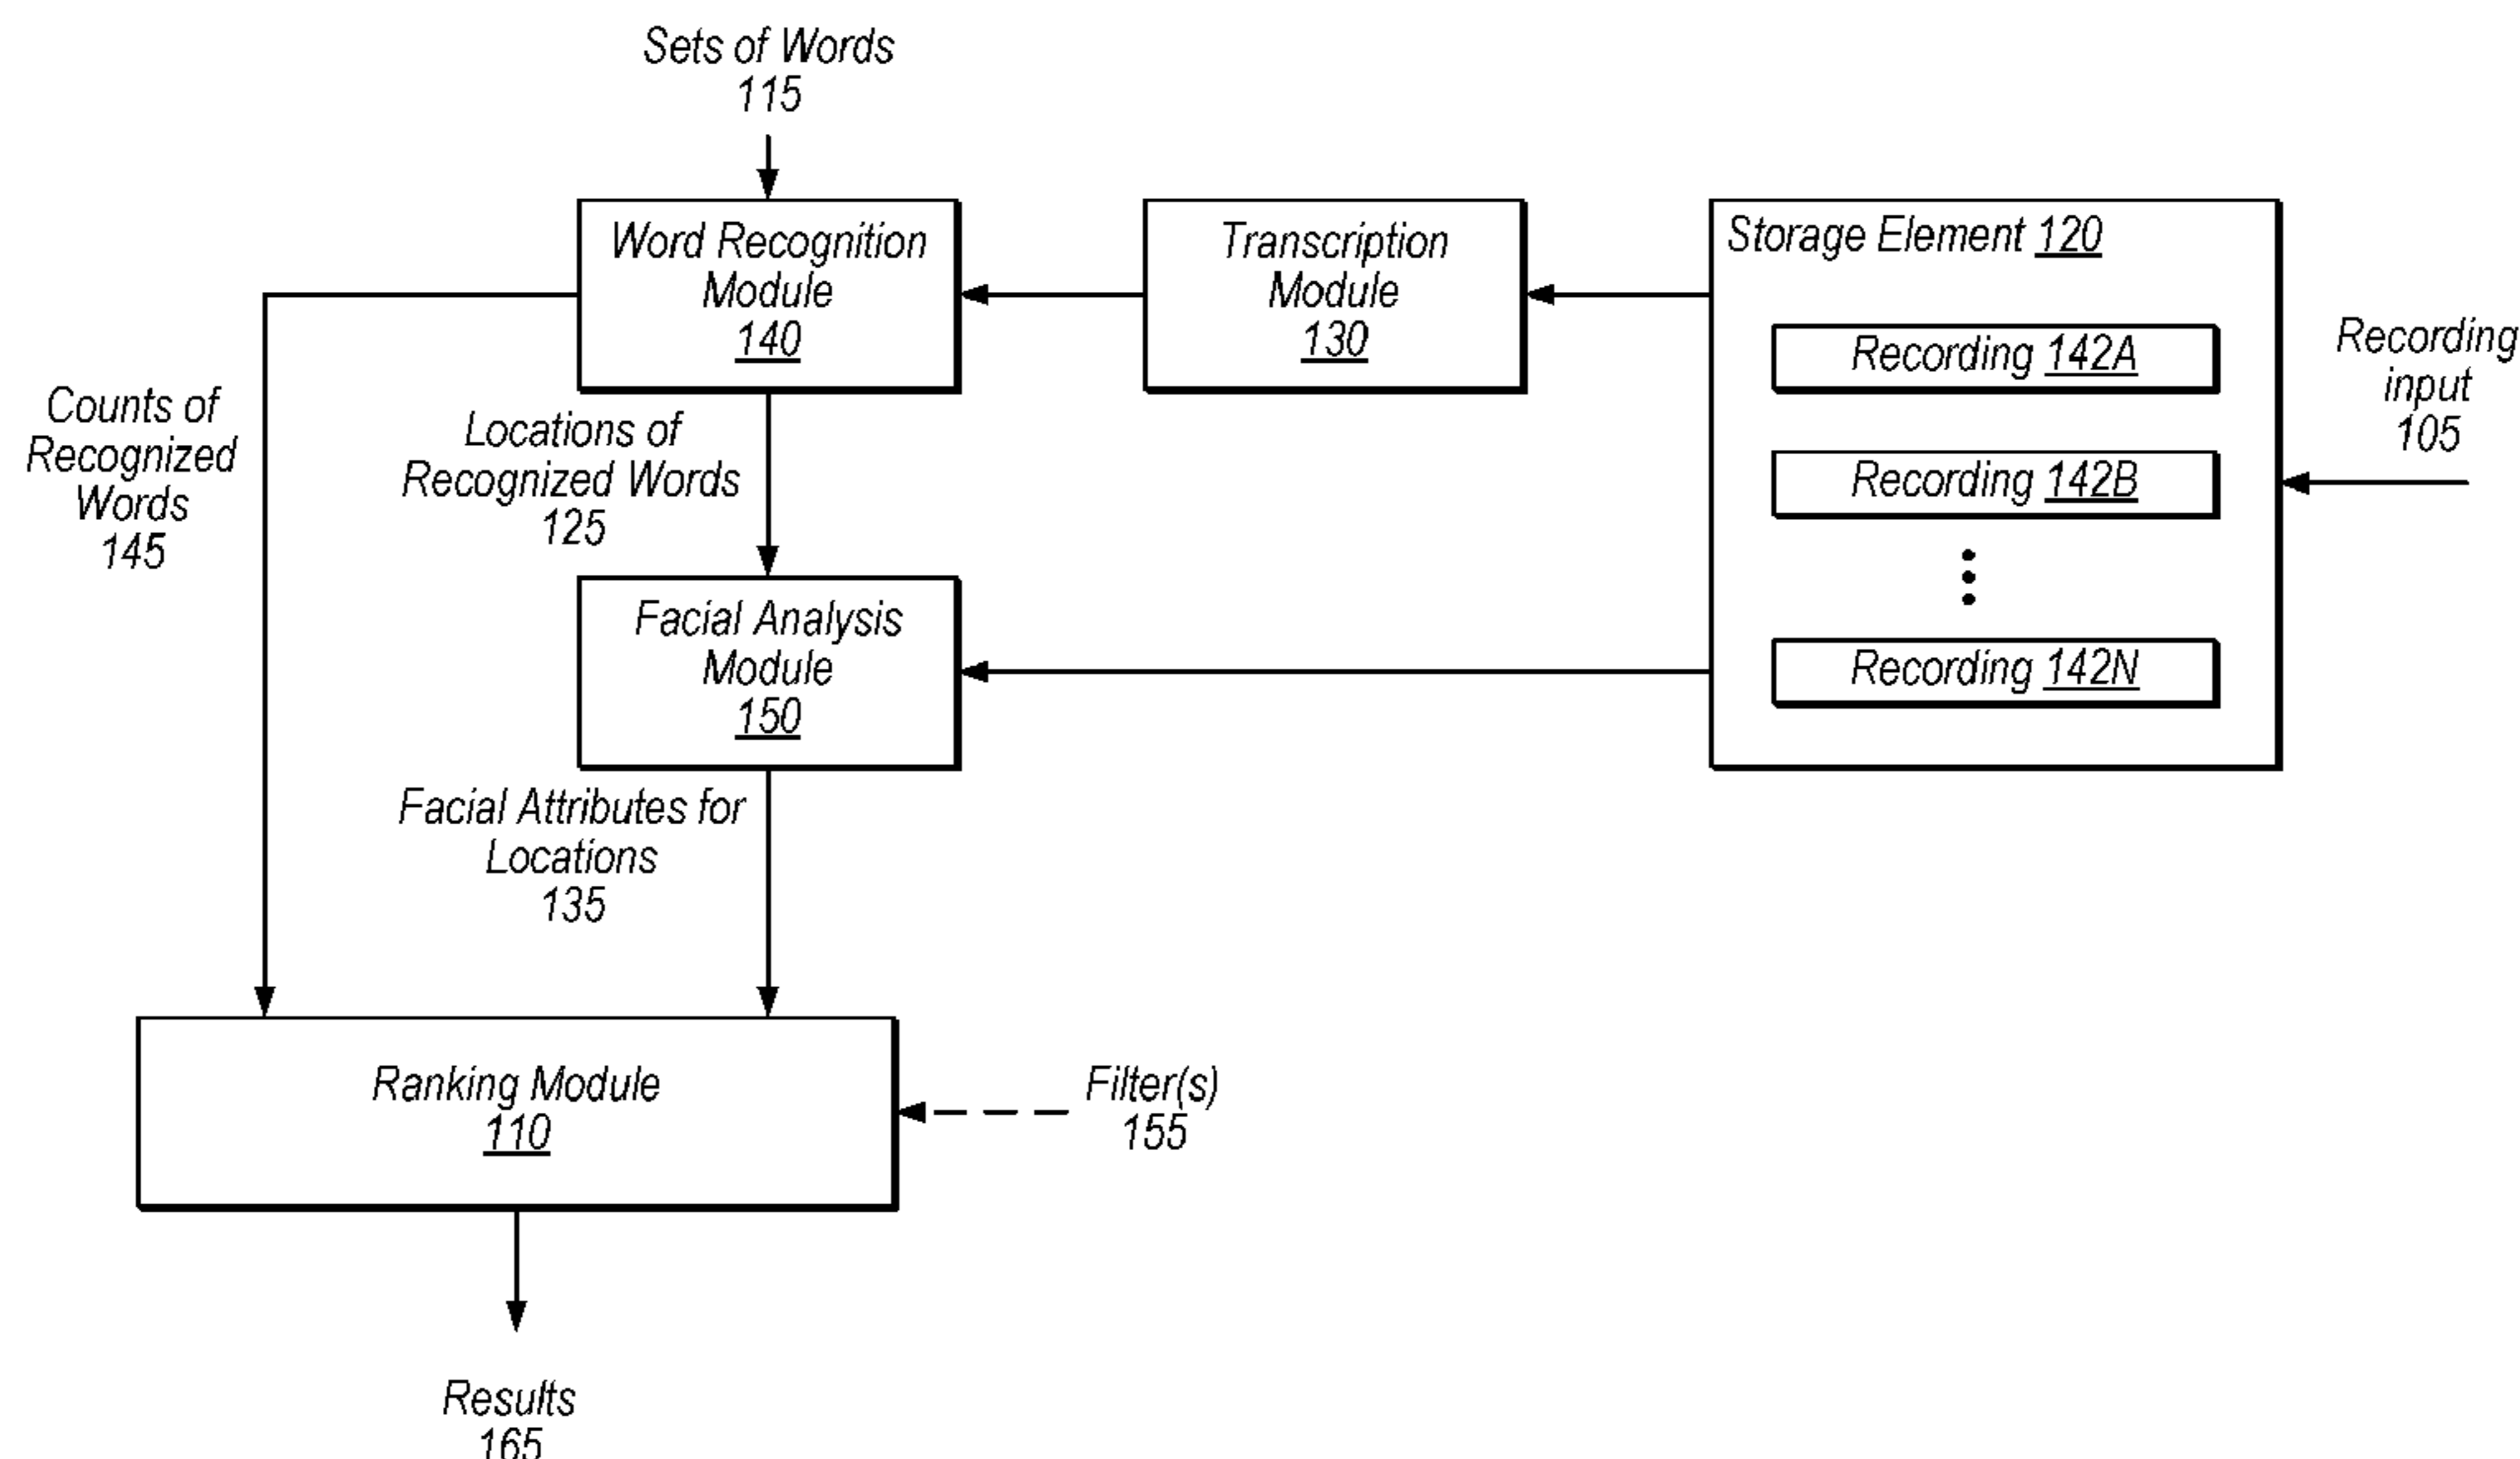 Sets of Words
115
Word Recognition
Module
140
Transcription
Module
130
Storage Element 120
Recording 142A
Recording 142B
Recording 142N
Recording
input
105
Counts of
Recognized
Words
145
Locations of
Recognized Words
125
Facial Analysis
Module
150
Facial Attributes for
Locations
135
Ranking Module
110
Filter(s)
155
Results
165